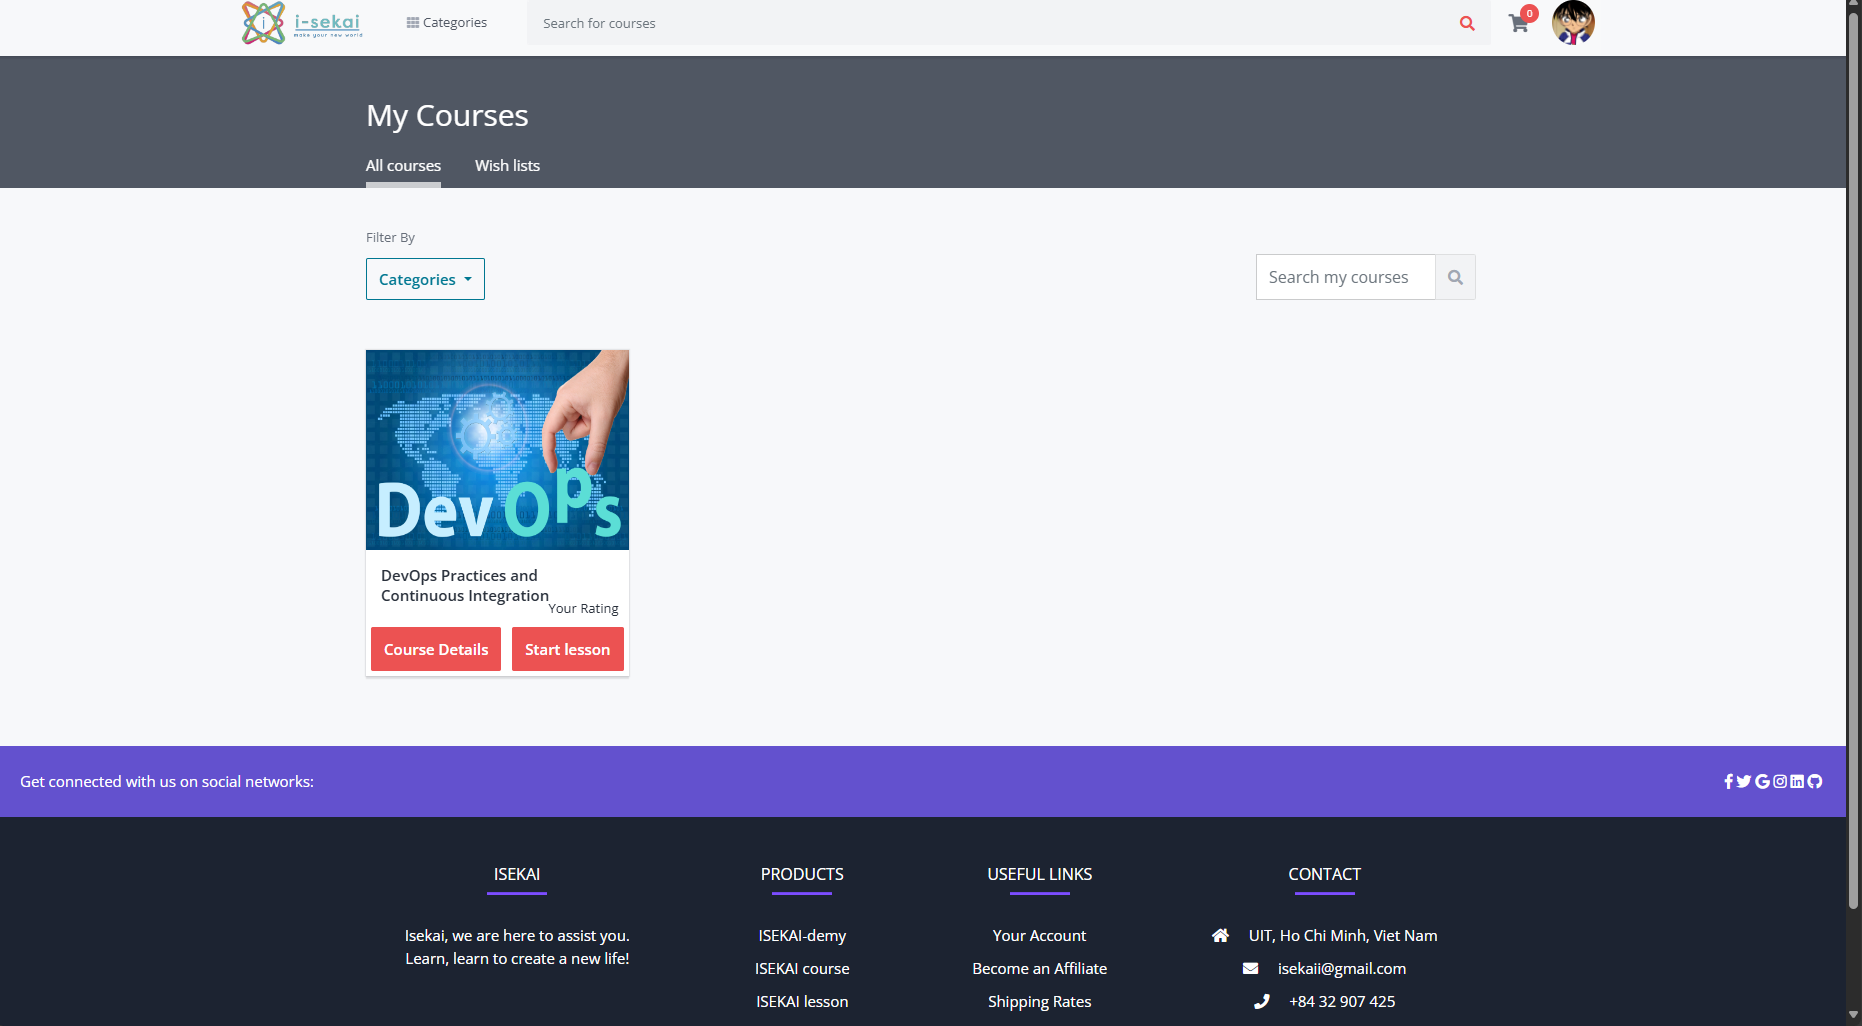 i-sekai
make your new world
Categories
Search for courses
0
My Courses
All courses
Wish lists
Filter By
Categories
Search my courses
DevOps
DevOps Practices and
Continuous Integration
Your Rating
Course Details
Start lesson
Get connected with us on social networks:
ISEKAI
Isekai, we are here to assist you.
Learn, learn to create a new life!
PRODUCTS
ISEKAI-demy
ISEKAI course
ISEKAI lesson
USEFUL LINKS
Your Account
Become an Affiliate
Shipping Rates
CONTACT
UIT, Ho Chi Minh, Viet Nam
isekaii@gmail.com
+84 32 907 425